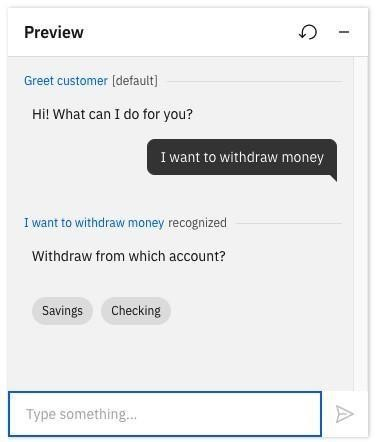 Preview
Greet customer [default]
Hi! What can I do for you?
I want to withdraw money
I want to withdraw money recognized
Withdraw from which account?
Savings Checking
Type something...